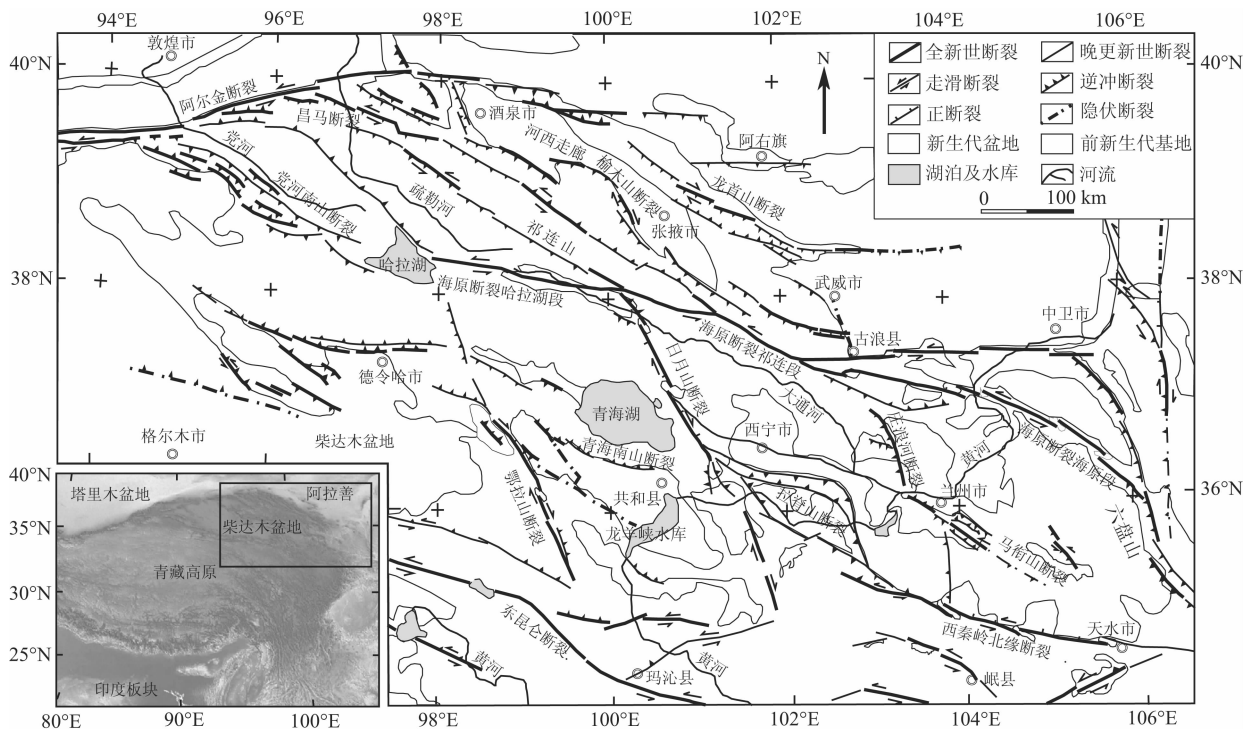 94°E 96°E 98°E 100°E 102°E 104°E 106°E
40°N
40°N
敦煌市
N
阿尔金断裂
昌马断裂
酒泉市
党河
河西走廊
榆木山断裂
阿右旗
龙首山断裂
党河南山断裂
疏勒河
张掖市
祁连山
哈拉湖
38°N
38°N
海原断裂哈拉湖段
武威市
中卫市
古浪县
海原断裂祁连段
德令哈市
日月山断裂
大通河
青海湖
庄浪河断裂
黄河
海原断裂海原段
格尔木市
柴达木盆地
西宁市
青海南山断裂
鄂拉山断裂
共和县
拉脊山断裂
兰州市
36°N
龙羊峡水库
马衔山断裂
六盘山
东昆仑断裂
西秦岭北缘断裂
天水市
黄河
黄河
玛沁县
岷县
98°E 100°E 102°E 104°E 106°E
全新世断裂
晚更新世断裂
走滑断裂
逆冲断裂
正断裂
隐伏断裂
新生代盆地
前新生代基地
湖泊及水库
河流
0 100 km
40°N
35°N
30°N
25°N
塔里木盆地
阿拉善
柴达木盆地
青藏高原
印度板块
80°E 90°E 100°E